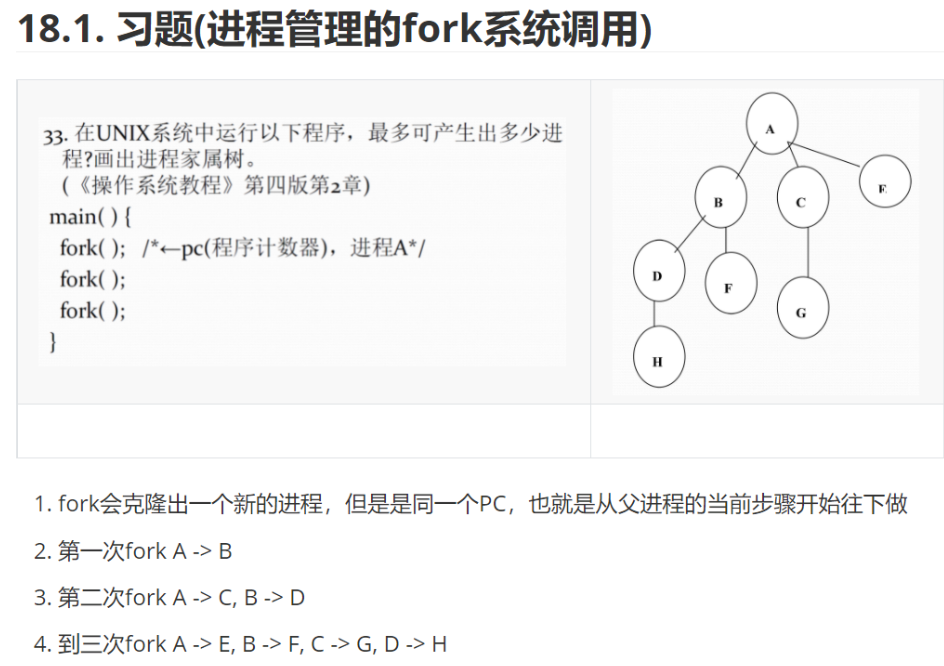 18.1. 习题(进程管理的fork系统调用)
33. 在UNIX系统中运行以下程序，最多可产生出多少进
程?画出进程家属树。
(《操作系统教程》第四版第2章)
main( ) {
fork( ); /*←pc(程序计数器)，进程A*/
fork( );
fork( );
}
A
B
C
E
D
F
G
H
1. fork会克隆出一个新的进程，但是是同一个PC，也就是从父进程的当前步骤开始往下做
2. 第一次fork A -> B
3. 第二次fork A -> C, B -> D
4. 到三次fork A -> E, B -> F, C -> G, D -> H